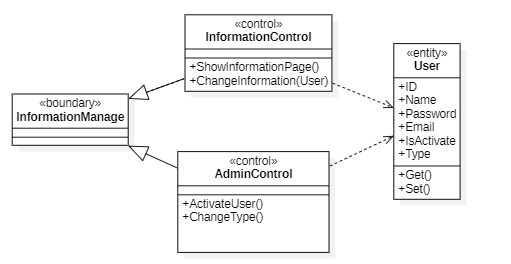 «control»
InformationControl
+ShowInformationPage()
+ChangeInformation(User)
«boundary»
InformationManage
«control»
AdminControl
+ActivateUser()
+ChangeType()
«entity»
User
+ID
+Name
+Password
+Email
+IsActivate
+Type
+Get()
+Set()